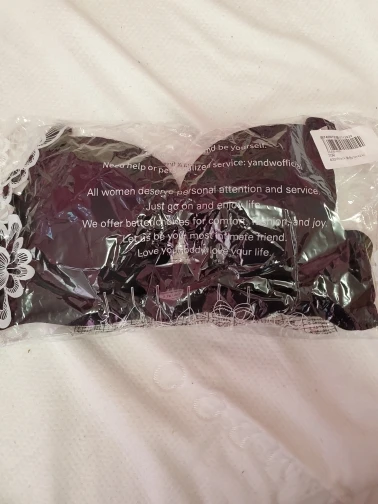 and be yourself.
Need help or personalized service: yandwoffic
All women deserve personal attention and service.
Just go on and enjoy life.
We offer better choices for comfort, fashion, and joy.
Let us be your most intimate friend.
Love your body, love your life.